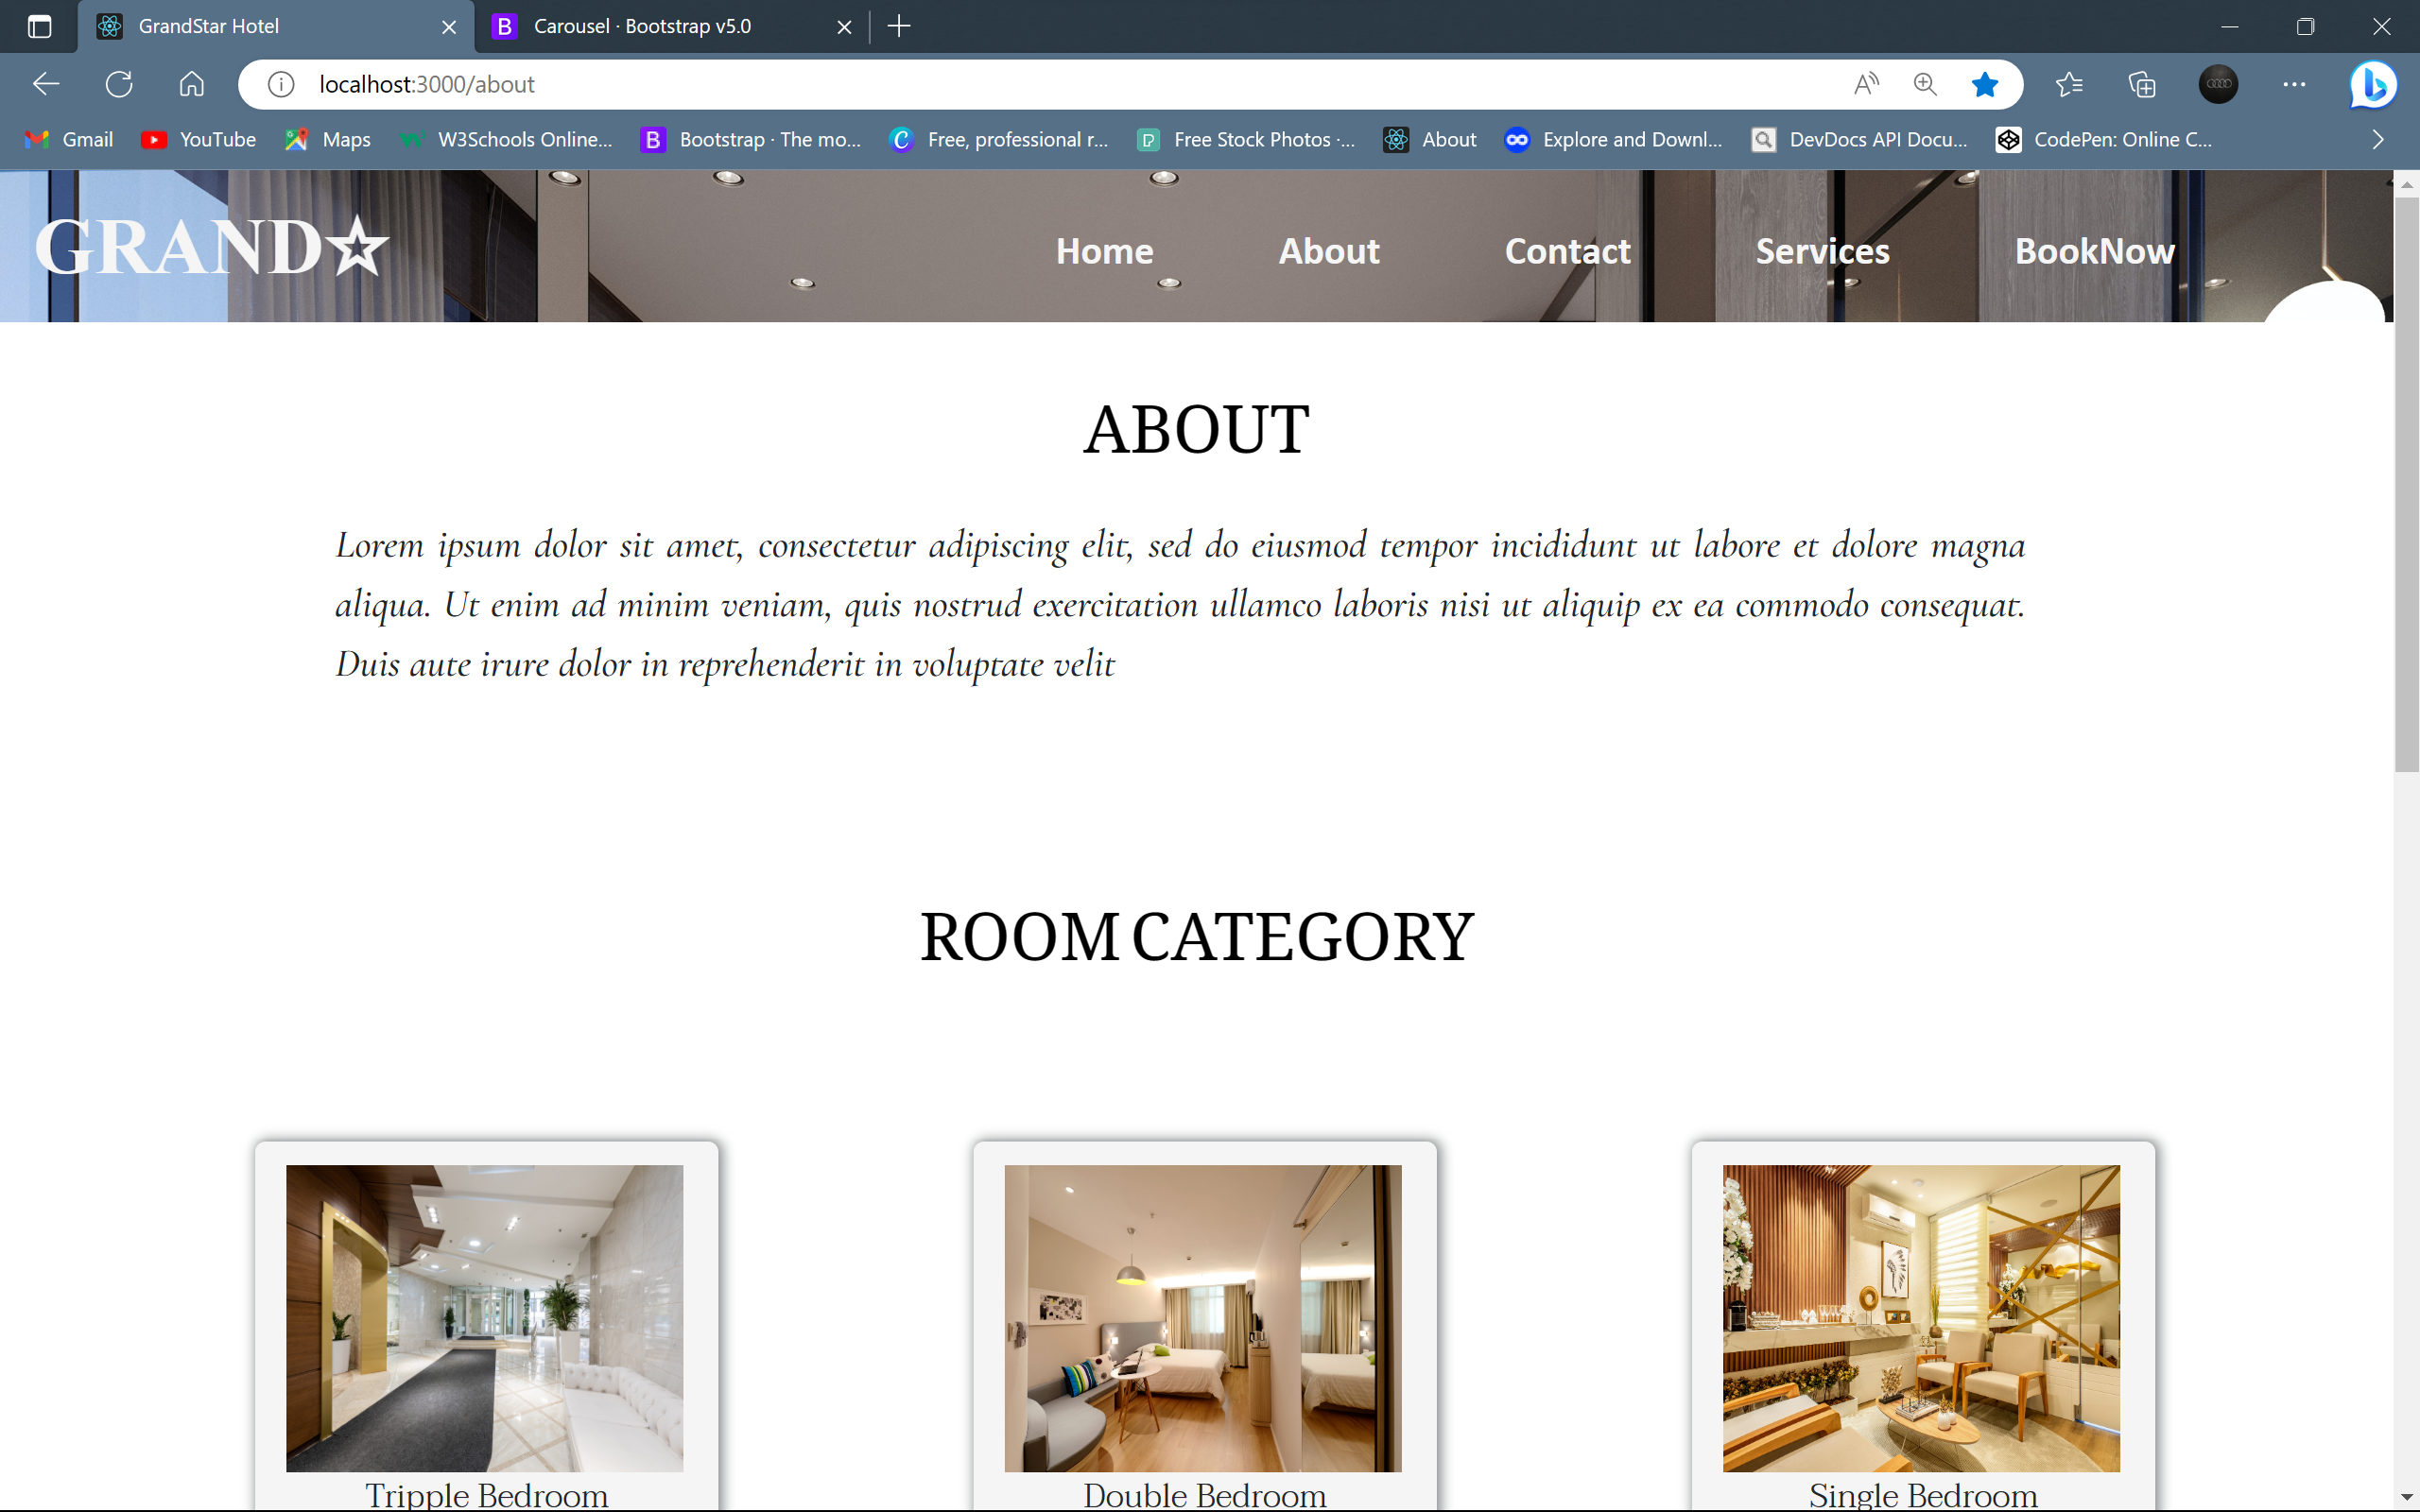 GrandStar Hotel
Carousel · Bootstrap v5.0
localhost:3000/about
Gmail YouTube Maps W3Schools Online... Bootstrap · The mo... Free, professional r... Free Stock Photos ·... About Explore and Downl... DevDocs API Docu... CodePen: Online C...
GRAND☆
Home About Contact Services BookNow
ABOUT
Lorem ipsum dolor sit amet, consectetur adipiscing elit, sed do eiusmod tempor incididunt ut labore et dolore magna
aliqua. Ut enim ad minim veniam, quis nostrud exercitation ullamco laboris nisi ut aliquip ex ea commodo consequat.
Duis aute irure dolor in reprehenderit in voluptate velit
ROOM CATEGORY
Tripple Bedroom
Double Bedroom
Single Bedroom